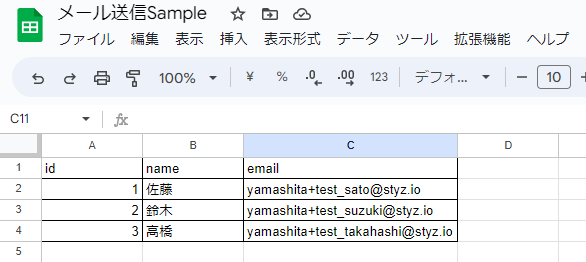 メール送信Sample
ファイル 編集 表示 挿入 表示形式 データ ツール 拡張機能 ヘルプ
100% ¥ % .0 .00 123 デフォ... 10
C11 fx
A B C D
1 id name email
2 1 佐藤 yamashita+test_sato@styz.io
3 2 鈴木 yamashita+test_suzuki@styz.io
4 3 高橋 yamashita+test_takahashi@styz.io
5